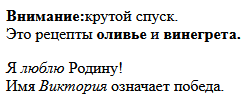 Внимание:крутой спуск.
Это рецепты оливье и винегрета.
Я люблю Родину!
Имя Виктория означает победа.